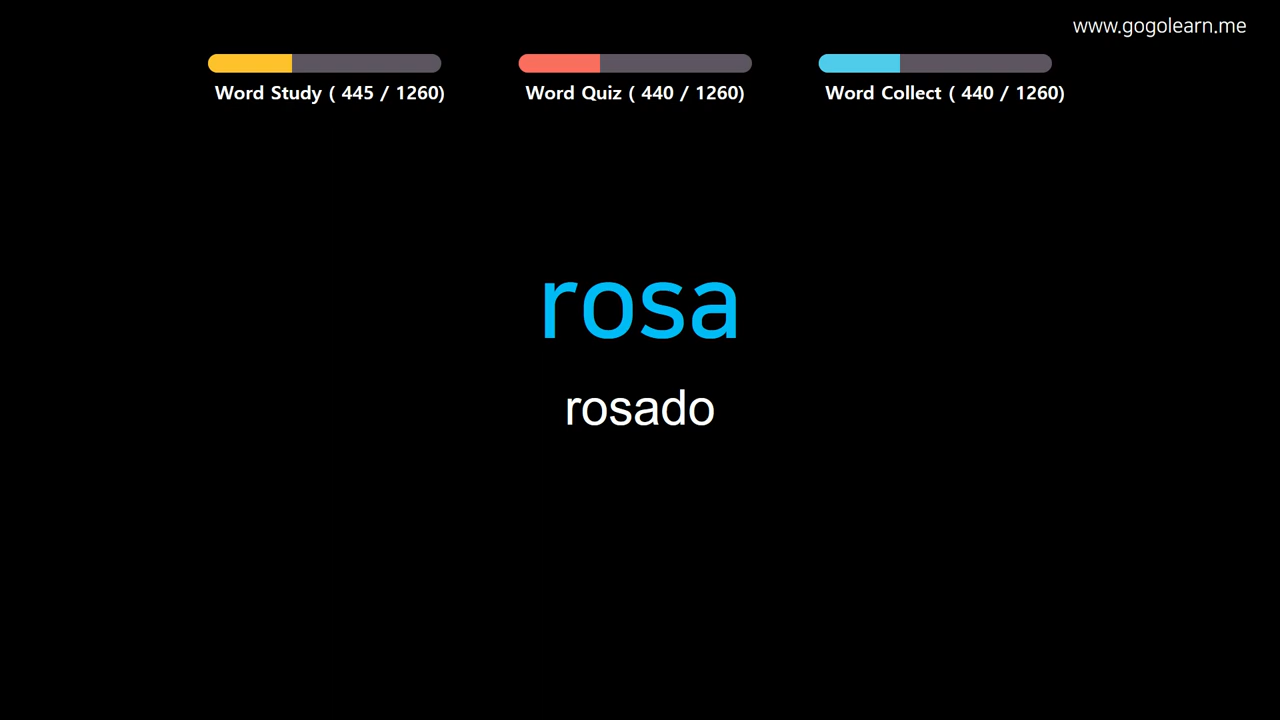 www.gogolearn.me
Word Study ( 445 / 1260)
Word Quiz ( 440 / 1260)
Word Collect ( 440 / 1260)
rosa
rosado